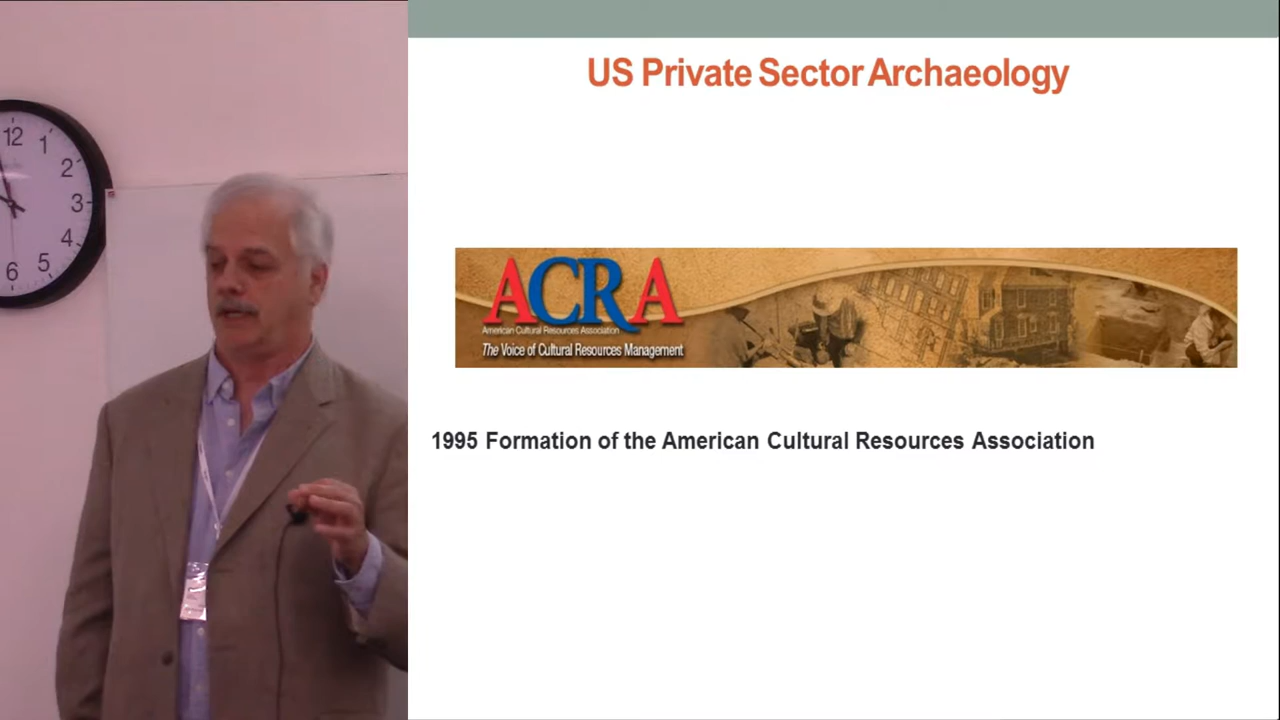 12
1
2
3
4
5
6
US Private Sector Archaeology
ACRA
American Cultural Resources Association
The Voice of Cultural Resources Management
1995 Formation of the American Cultural Resources Association